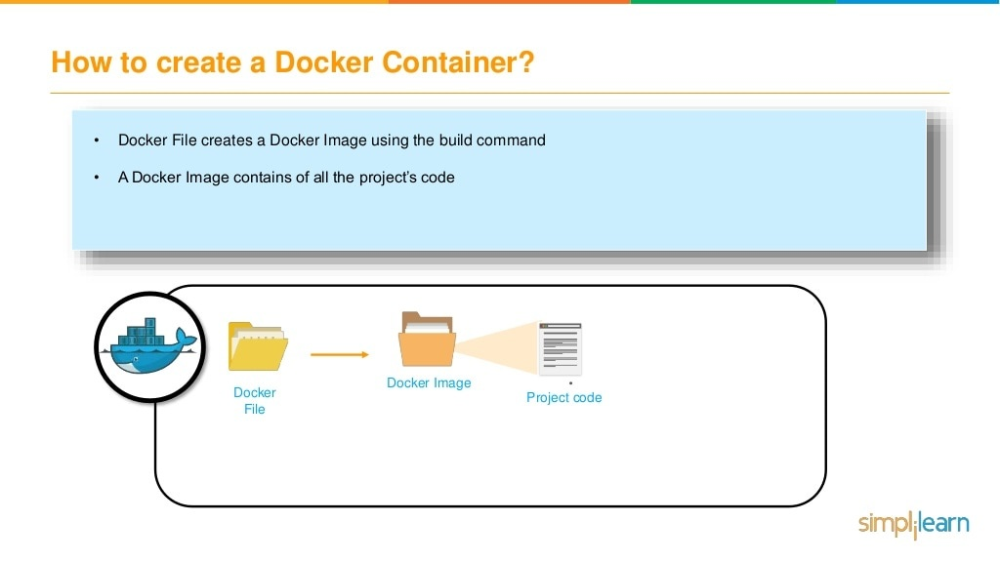 How to create a Docker Container?
• Docker File creates a Docker Image using the build command
• A Docker Image contains of all the project's code
Docker
File
Docker Image
•
Project code
simplilearn